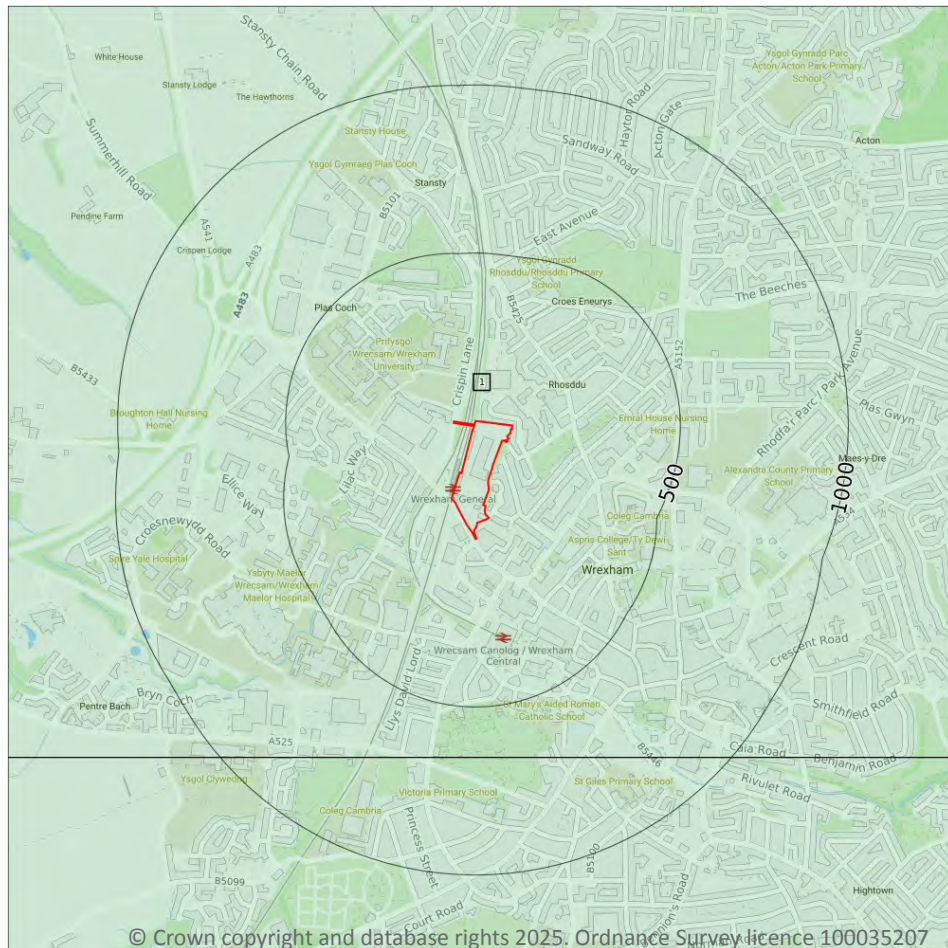 White House
Stansty Chain Road
Stansty Lodge
The Hawthorns
Ysgol Gynradd Parc
Acton/Acton Park Primary
School
Hayton Road
Acton Gate
Summerhill Road
Stansty House
Sandway Road
Acton
Ysgol Gymraeg Plas Coch
Stansty
B5101
Pendine Farm
A541
Crispen Lodge
A483
East Avenue
Ysgol Gynradd
Rhosddu/Rhosddu Primary
School
The Beeches
A483
Plas Coch
B5425
Croes Eneurys
Prifysgol
Wrecsam/Wrexham
University
Crispin Lane
A5152
Rhodfa'r Parc / Park Avenue
B5433
1
Rhosddu
Plas Gwyn
Broughton Hall Nursing
Home
Emral House Nursing
Home
Lilac Way
500
1000
Maes-y-Dre
Alexandra County Primary
School
Ellice Way
Wrexham General
Croesnewydd Road
Coleg Cambria
Aspris College/Ty Dewi
Sant
Spire Yale Hospital
Ysbyty Maelor
Wrecsam/Wrexham
Maelor Hospital
Wrexham
Wrecsam Canolog / Wrexham
Central
Crescent Road
Bryn Coch
Pentre Bach
Llys David Lord
St Mary's Aided Roman
Catholic School
Smithfield Road
A525
B5446
Caia Road
Benjamin Road
Ysgol Clywedog
Victoria Primary School
St Giles Primary School
Rivulet Road
Coleg Cambria
Princess Street
B5099
B5100
Hightown
Court Road
© Crown copyright and database rights 2025. Ordnance Survey licence 100035207